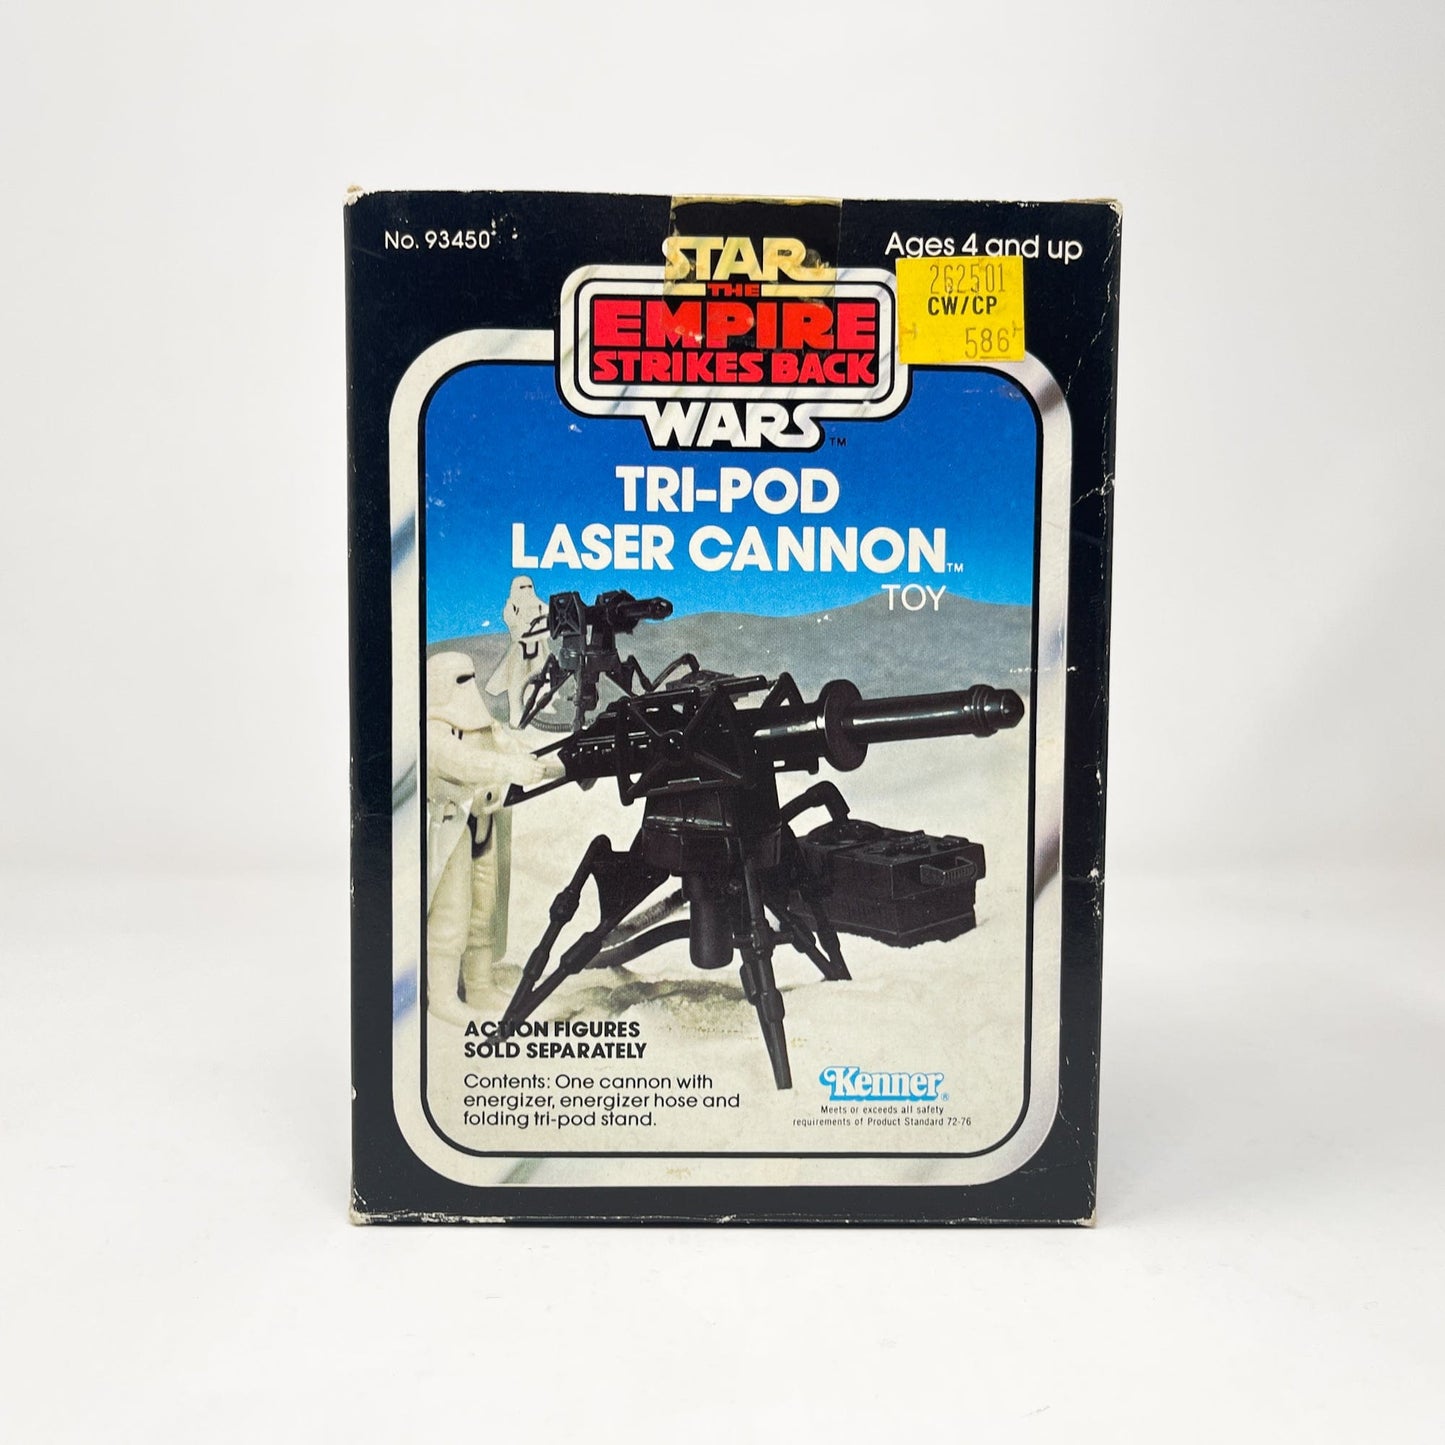 No. 93450
Ages 4 and up
STAR
THE
EMPIRE
STRIKES BACK
WARS™
262501
CW/CP
586
TRI-POD
LASER CANNON™
TOY
ACTION FIGURES
SOLD SEPARATELY
Contents: One cannon with
energizer, energizer hose and
folding tri-pod stand.
Kenner®
Meets or exceeds all safety
requirements of Product Standard 72-76